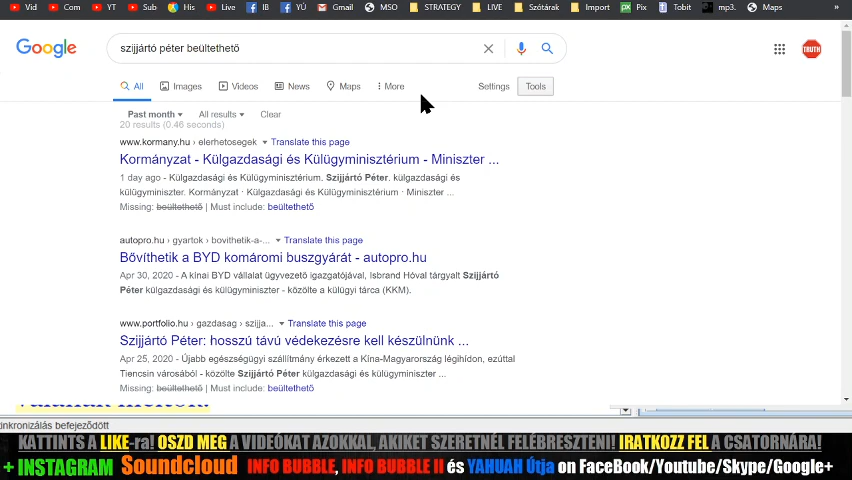 Vid Com YT Sub His Live IB YÚ Gmail MSO STRATEGY LIVE Szótárak Import Pix Tobit mp3. Maps »
Google szijjártó péter beültethető TRUTH
All Images Videos News Maps More Settings Tools
Past month All results Clear
20 results (0.46 seconds)
www.kormany.hu › elerhetosegek Translate this page
Kormányzat - Külgazdasági és Külügyminisztérium - Miniszter ...
1 day ago - Külgazdasági és Külügyminisztérium. Szijjártó Péter. külgazdasági és
külügyminiszter. Kormányzat · Külgazdasági és Külügyminisztérium · Miniszter ...
Missing: beültethető | Must include: beültethető
autopro.hu › gyartok › bovithetik-a-... Translate this page
Bővíthetik a BYD komáromi buszgyárát - autopro.hu
Apr 30, 2020 - A kínai BYD vállalat ügyvezető igazgatójával, Isbrand Hóval tárgyalt Szijjártó
Péter külgazdasági és külügyminiszter - közölte a külügyi tárca (KKM).
www.portfolio.hu › gazdasag › szijja... Translate this page
Szijjártó Péter: hosszú távú védekezésre kell készülnünk ...
Apr 25, 2020 - Újabb egészségügyi szállítmány érkezett a Kína-Magyarország légihídon, ezúttal
Tiencsin városából - közölte Szijjártó Péter külgazdasági és külügyminiszter ...
Missing: beültethető | Must include: beültethető
inkronizálás befejeződött
KATTINTS A LIKE-ra! OSZD MEG A VIDEÓKAT AZOKKAL, AKIKET SZERETNÉL FELÉBRESZTENI! IRATKOZZ FEL A CSATORNÁRA!
+ INSTAGRAM Soundcloud INFO BUBBLE, INFO BUBBLE II és YAHUAH Útja on FaceBook/Youtube/Skype/Google+